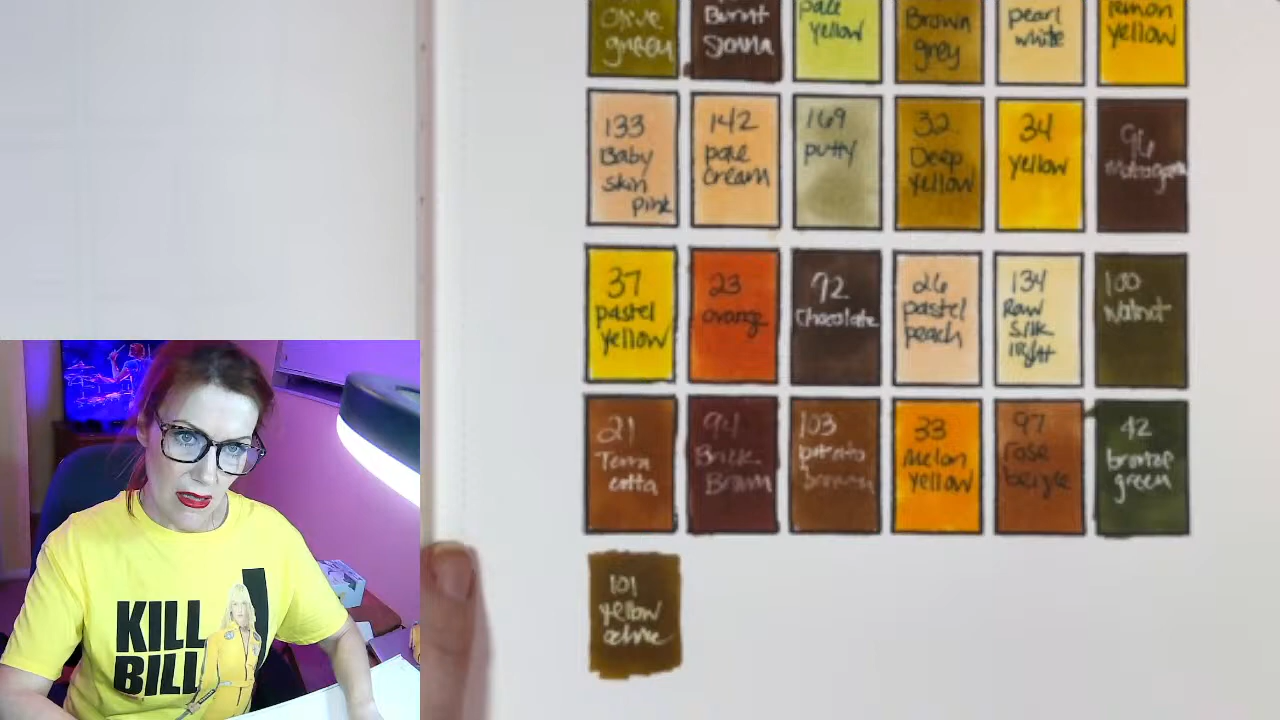 Olive
green
Burnt
Sienna
pale
yellow
Brown
grey
pearl
white
lemon
yellow
133
Baby
skin
pink
142
pale
cream
169
putty
32
Deep
yellow
34
yellow
96
37
pastel
yellow
23
orange
92
Chocolate
26
pastel
peach
134
Raw
Silk
light
100
Walnut
21
Terra
cotta
94
Brick
Brown
103
potato
brown
33
Melon
yellow
97
rose
beige
42
bronze
green
101
yellow
ochre
KILL
BILL